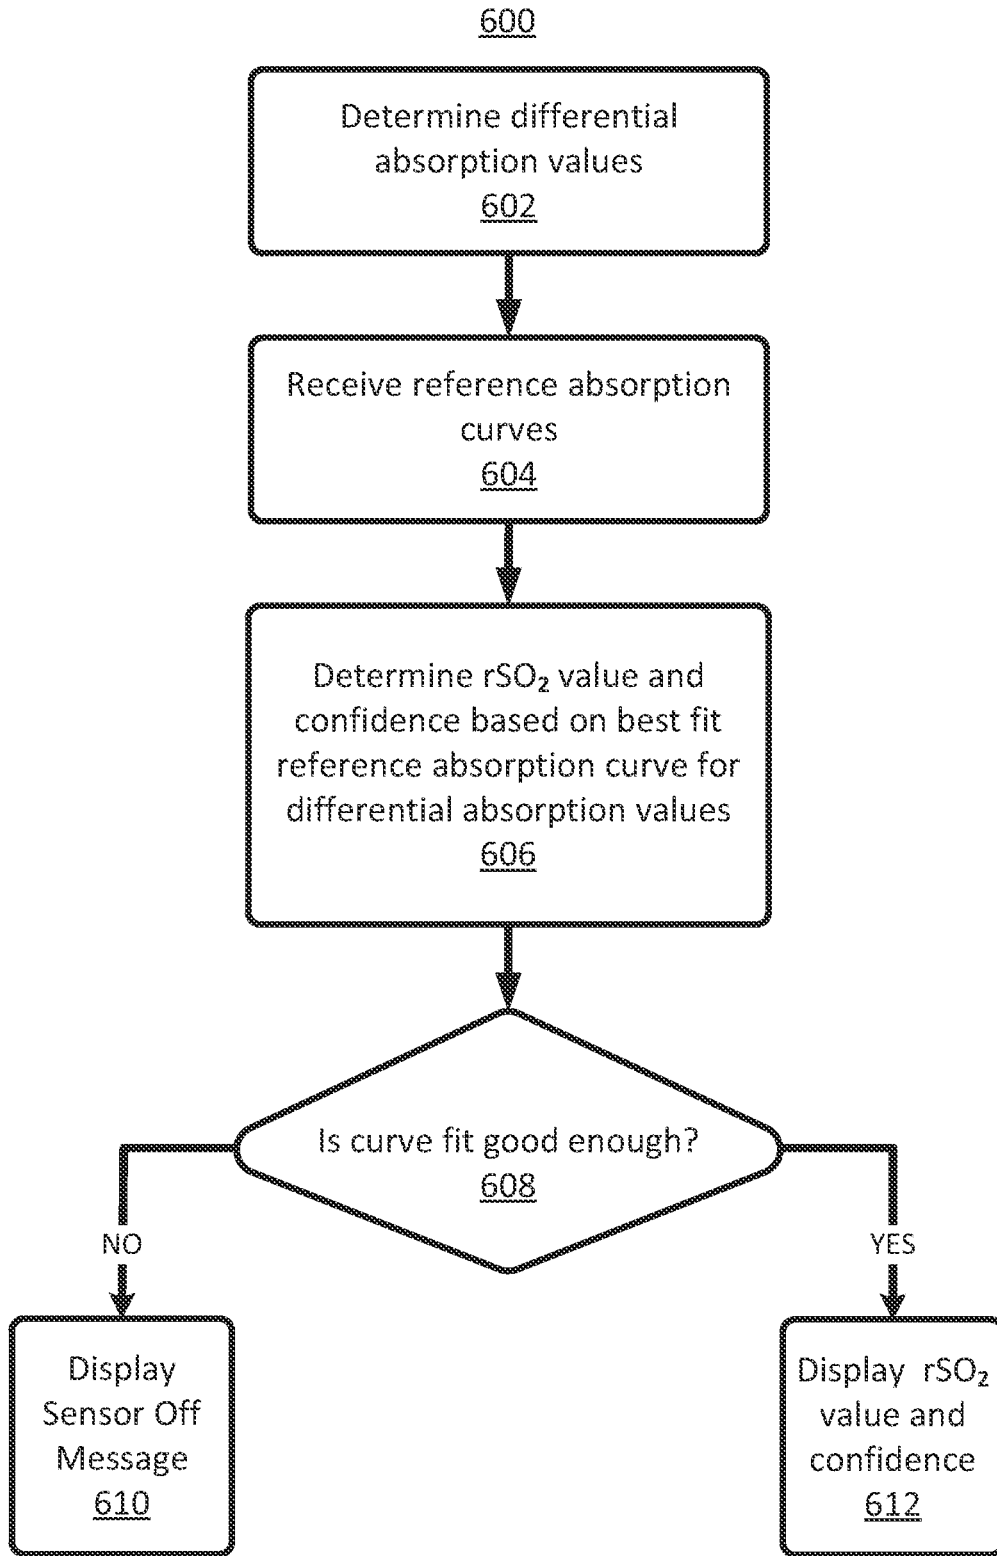 600
Determine differential
absorption values
602
Receive reference absorption
curves
604
Determine rSO₂ value and
confidence based on best fit
reference absorption curve for
differential absorption values
606
Is curve fit good enough?
608
NO
YES
Display
Sensor Off
Message
610
Display rSO₂
value and
confidence
612